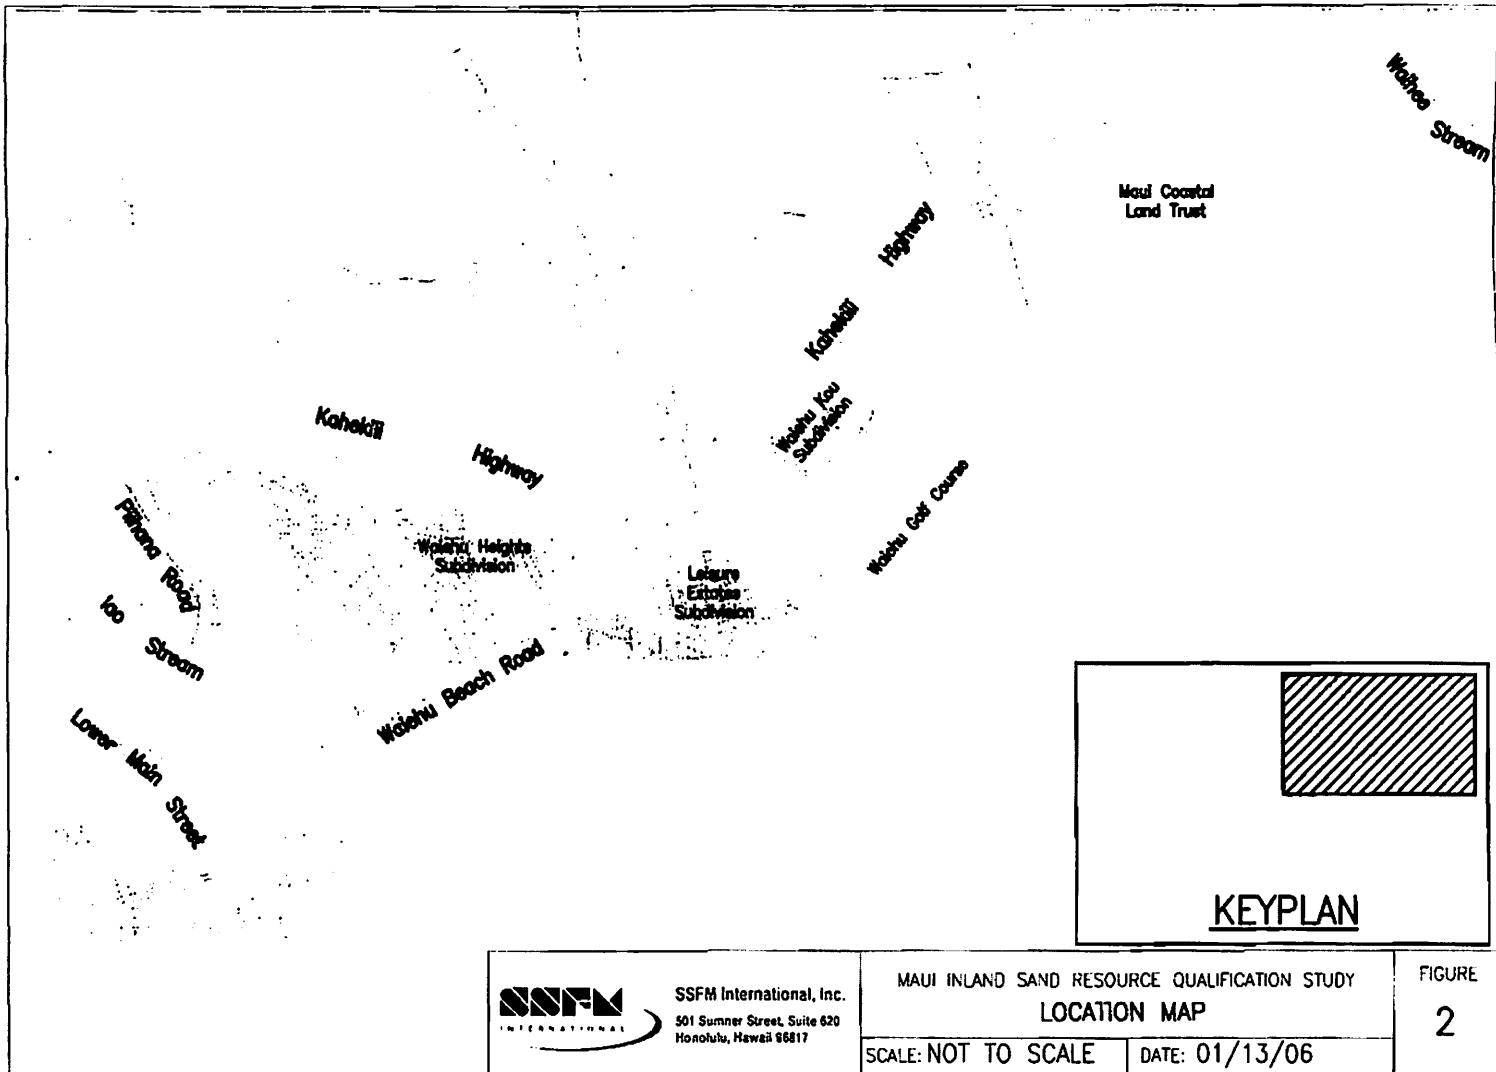 Waihee Stream
Maui Coastal
Land Trust
Kahekili Highway
Kahekili Highway
Waiehu Kou
Subdivision
Waiehu Golf Course
Piihana Road
Waiehu Heights
Subdivision
Leisure
Estates
Subdivision
Iao Stream
Waiehu Beach Road
Lower Main Street
KEYPLAN
SSFM
INTERNATIONAL
SSFM International, Inc.
501 Sumner Street, Suite 620
Honolulu, Hawaii 96817
MAUI INLAND SAND RESOURCE QUALIFICATION STUDY
LOCATION MAP
SCALE: NOT TO SCALE
DATE: 01/13/06
FIGURE
2